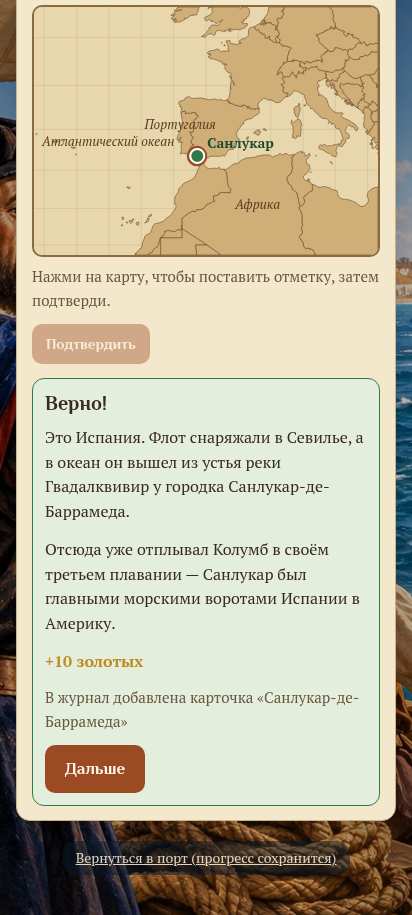 Португалия
Атлантический океан
Санлукар
Африка
Нажми на карту, чтобы поставить отметку, затем
подтверди.
Подтвердить
Верно!
Это Испания. Флот снаряжали в Севилье, а
в океан он вышел из устья реки
Гвадалквивир у городка Санлукар-де-
Баррамеда.
Отсюда уже отплывал Колумб в своём
третьем плавании — Санлукар был
главными морскими воротами Испании в
Америку.
+10 золотых
В журнал добавлена карточка «Санлукар-де-
Баррамеда»
Дальше
Вернуться в порт (прогресс сохранится)